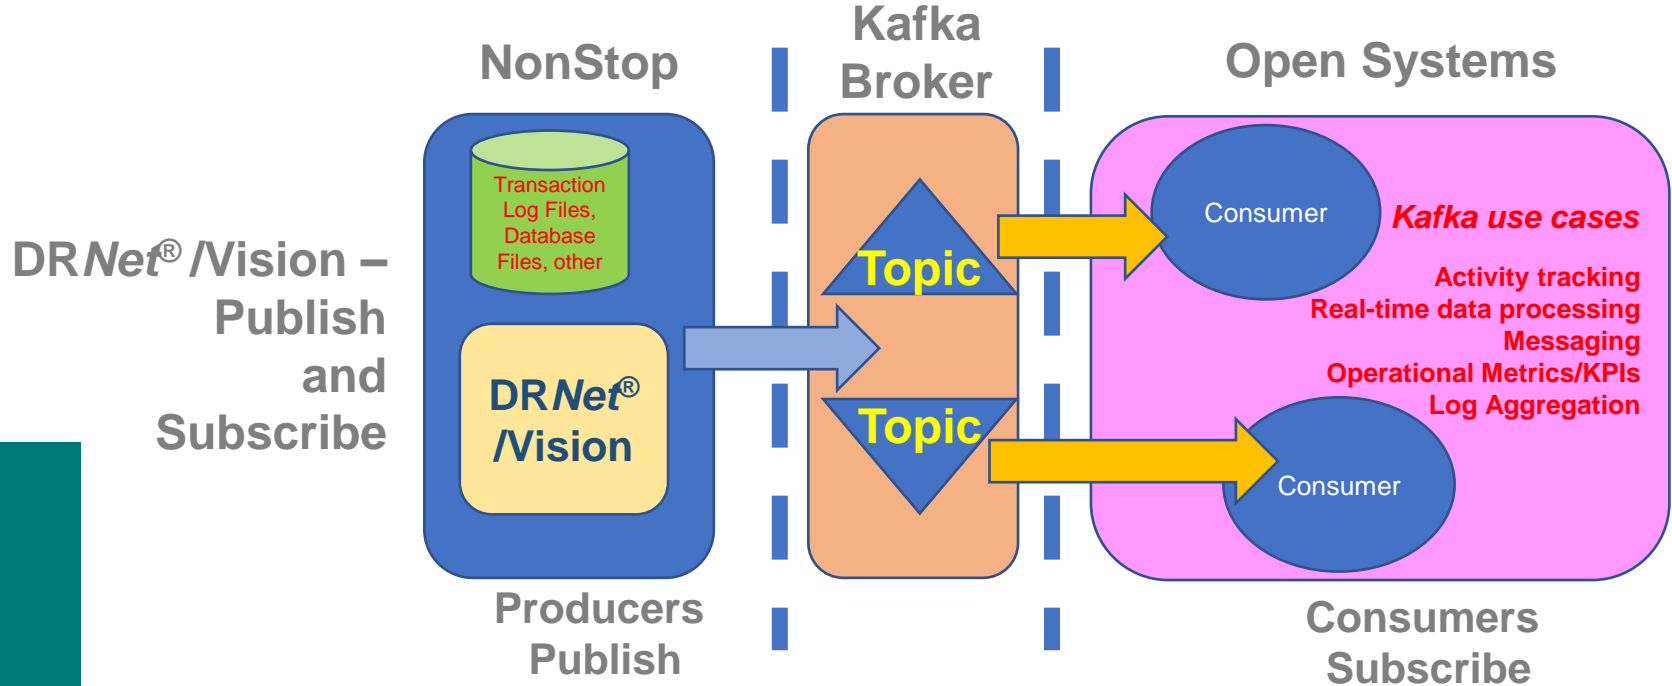 DRNet® /Vision –
Publish
and
Subscribe
NonStop
Transaction
Log Files,
Database
Files, other
DRNet®
/Vision
Producers
Publish
Kafka
Broker
Topic
Topic
Open Systems
Consumer
Kafka use cases
Activity tracking
Real-time data processing
Messaging
Operational Metrics/KPIs
Log Aggregation
Consumer
Consumers
Subscribe